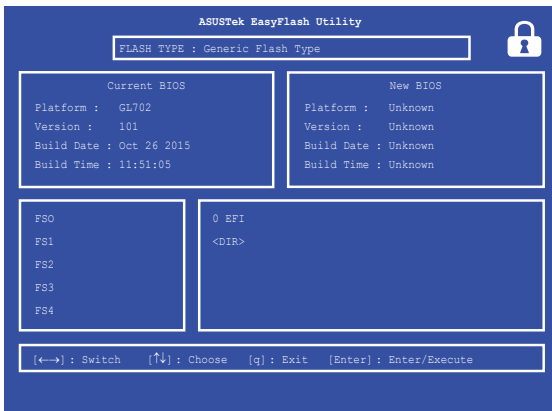 ASUSTek EasyFlash Utility
FLASH TYPE : Generic Flash Type
Current BIOS
Platform : GL702
Version : 101
Build Date : Oct 26 2015
Build Time : 11:51:05
New BIOS
Platform : Unknown
Version : Unknown
Build Date : Unknown
Build Time : Unknown
FSO
FS1
FS2
FS3
FS4
0 EFI
<DIR>
[←→] : Switch [↑↓] : Choose [q] : Exit [Enter] : Enter/Execute